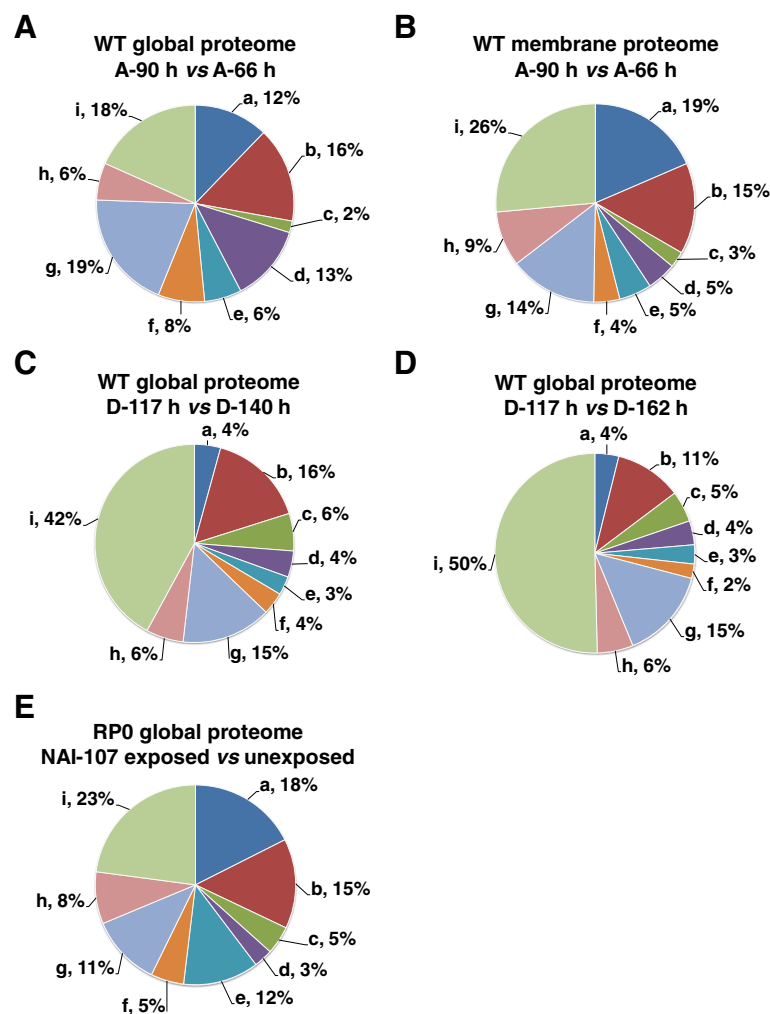 A
WT global proteome
A-90 h vs A-66 h
a, 12%
b, 16%
c, 2%
d, 13%
e, 6%
f, 8%
g, 19%
h, 6%
i, 18%
B
WT membrane proteome
A-90 h vs A-66 h
a, 19%
b, 15%
c, 3%
d, 5%
e, 5%
f, 4%
g, 14%
h, 9%
i, 26%
C
WT global proteome
D-117 h vs D-140 h
a, 4%
b, 16%
c, 6%
d, 4%
e, 3%
f, 4%
g, 15%
h, 6%
i, 42%
D
WT global proteome
D-117 h vs D-162 h
a, 4%
b, 11%
c, 5%
d, 4%
e, 3%
f, 2%
g, 15%
h, 6%
i, 50%
E
RP0 global proteome
NAI-107 exposed vs unexposed
a, 18%
b, 15%
c, 5%
d, 3%
e, 12%
f, 5%
g, 11%
h, 8%
i, 23%